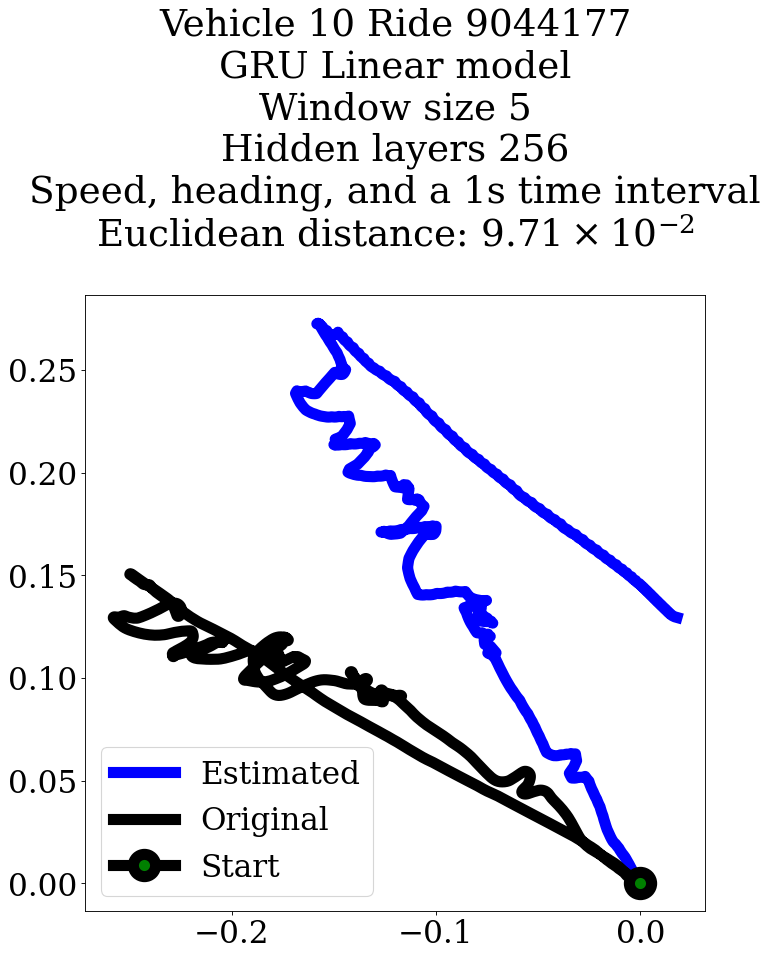 Vehicle 10 Ride 9044177
GRU Linear model
Window size 5
Hidden layers 256
Speed, heading, and a 1s time interval
Euclidean distance: 9.71 × 10⁻²
0.25
0.20
0.15
0.10
0.05
0.00
Estimated
Original
Start
−0.2
−0.1
0.0